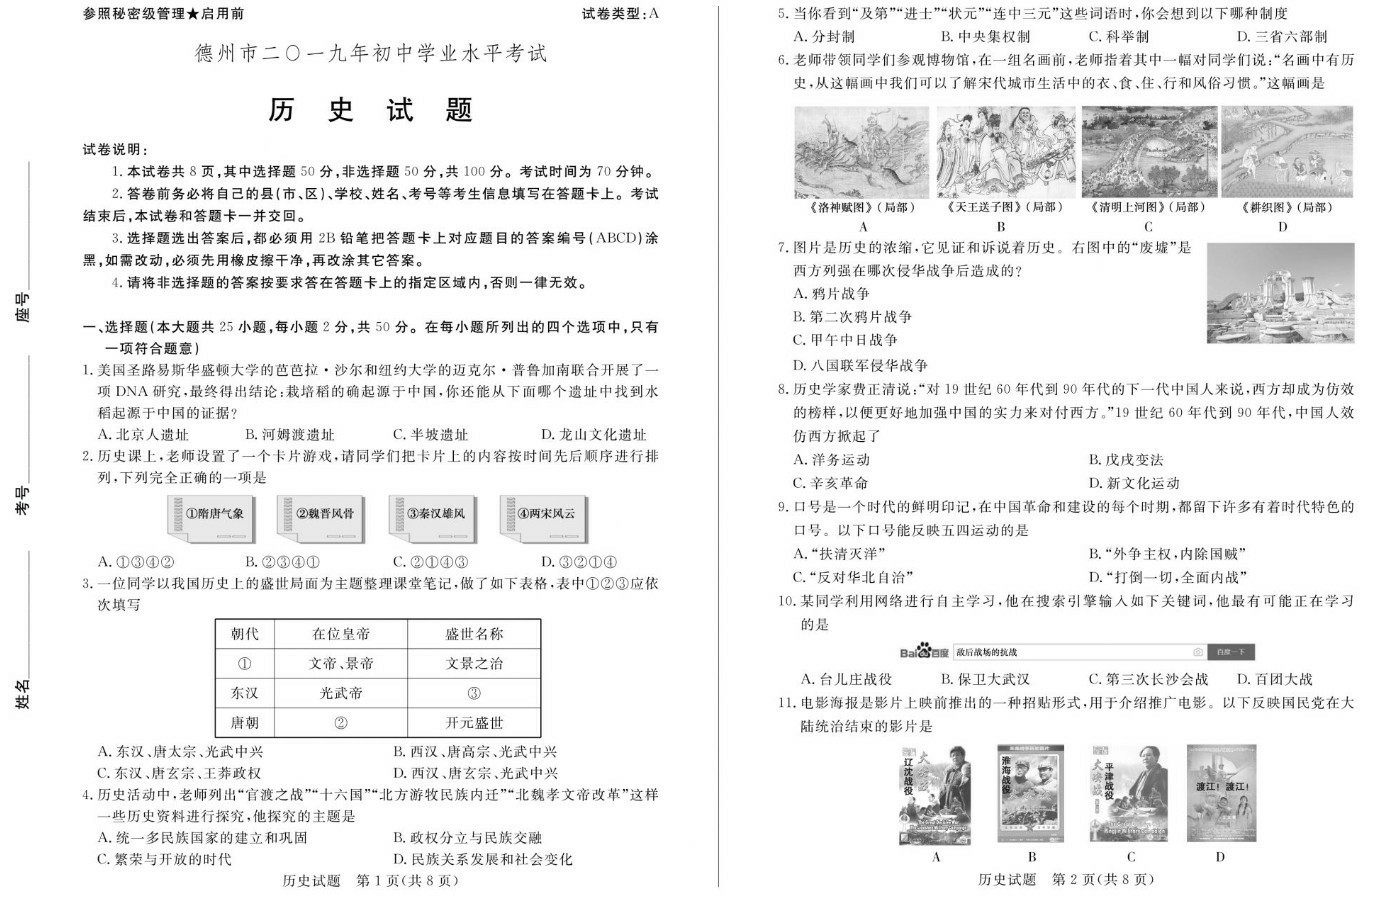 参照秘密级管理★启用前
试卷类型:A
德州市二〇一九年初中学业水平考试
历 史 试 题
试卷说明:
1.本试卷共8页,其中选择题50分,非选择题50分,共100分。考试时间为70分钟。
2.答卷前务必将自己的县(市、区)、学校、姓名、考号等考生信息填写在答题卡上。考试
结束后,本试卷和答题卡一并交回。
3.选择题选出答案后,都必须用2B铅笔把答题卡上对应题目的答案编号(ABCD)涂
黑,如需改动,必须先用橡皮擦干净,再改涂其它答案。
4.请将非选择题的答案按要求答在答题卡上的指定区域内,否则一律无效。
座号
考号
姓名
一、选择题(本大题共25小题,每小题2分,共50分。在每小题所列出的四个选项中,只有
一项符合题意)
1.美国圣路易斯华盛顿大学的芭芭拉·沙尔和纽约大学的迈克尔·普鲁加南联合开展了一
项DNA研究,最终得出结论:栽培稻的确起源于中国,你还能从下面哪个遗址中找到水
稻起源于中国的证据?
A.北京人遗址 B.河姆渡遗址 C.半坡遗址 D.龙山文化遗址
2.历史课上,老师设置了一个卡片游戏,请同学们把卡片上的内容按时间先后顺序进行排
列,下列完全正确的一项是
①隋唐气象 ②魏晋风骨 ③秦汉雄风 ④两宋风云
A.①③④② B.②③④① C.②①④③ D.③②①④
3.一位同学以我国历史上的盛世局面为主题整理课堂笔记,做了如下表格,表中①②③应依
次填写
朝代 在位皇帝 盛世名称
① 文帝、景帝 文景之治
东汉 光武帝 ③
唐朝 ② 开元盛世
A.东汉、唐太宗、光武中兴 B.西汉、唐高宗、光武中兴
C.东汉、唐玄宗、王莽政权 D.西汉、唐玄宗、光武中兴
4.历史活动中,老师列出“官渡之战”“十六国”“北方游牧民族内迁”“北魏孝文帝改革”这样
一些历史资料进行探究,他探究的主题是
A.统一多民族国家的建立和巩固 B.政权分立与民族交融
C.繁荣与开放的时代 D.民族关系发展和社会变化
历史试题 第1页(共8页)
5.当你看到“及第”“进士”“状元”“连中三元”这些词语时,你会想到以下哪种制度
A.分封制 B.中央集权制 C.科举制 D.三省六部制
6.老师带领同学们参观博物馆,在一组名画前,老师指着其中一幅对同学们说:“名画中有历
史,从这幅画中我们可以了解宋代城市生活中的衣、食、住、行和风俗习惯。”这幅画是
《洛神赋图》(局部) 《天王送子图》(局部) 《清明上河图》(局部) 《耕织图》(局部)
A B C D
7.图片是历史的浓缩,它见证和诉说着历史。右图中的“废墟”是
西方列强在哪次侵华战争后造成的?
A.鸦片战争
B.第二次鸦片战争
C.甲午中日战争
D.八国联军侵华战争
8.历史学家费正清说:“对19世纪60年代到90年代的下一代中国人来说,西方却成为仿效
的榜样,以便更好地加强中国的实力来对付西方。”19世纪60年代到90年代,中国人效
仿西方掀起了
A.洋务运动 B.戊戌变法
C.辛亥革命 D.新文化运动
9.口号是一个时代的鲜明印记,在中国革命和建设的每个时期,都留下许多有着时代特色的
口号。以下口号能反映五四运动的是
A.“扶清灭洋” B.“外争主权,内除国贼”
C.“反对华北自治” D.“打倒一切,全面内战”
10.某同学利用网络进行自主学习,他在搜索引擎输入如下关键词,他最有可能正在学习
的是
Bai百度 敌后战场的抗战 百度一下
A.台儿庄战役 B.保卫大武汉 C.第三次长沙会战 D.百团大战
11.电影海报是影片上映前推出的一种招贴形式,用于介绍推广电影。以下反映国民党在大
陆统治结束的影片是
大决战 辽沈战役
淮海战役
大决战 平津战役
渡江!渡江!
A B C D
历史试题 第2页(共8页)